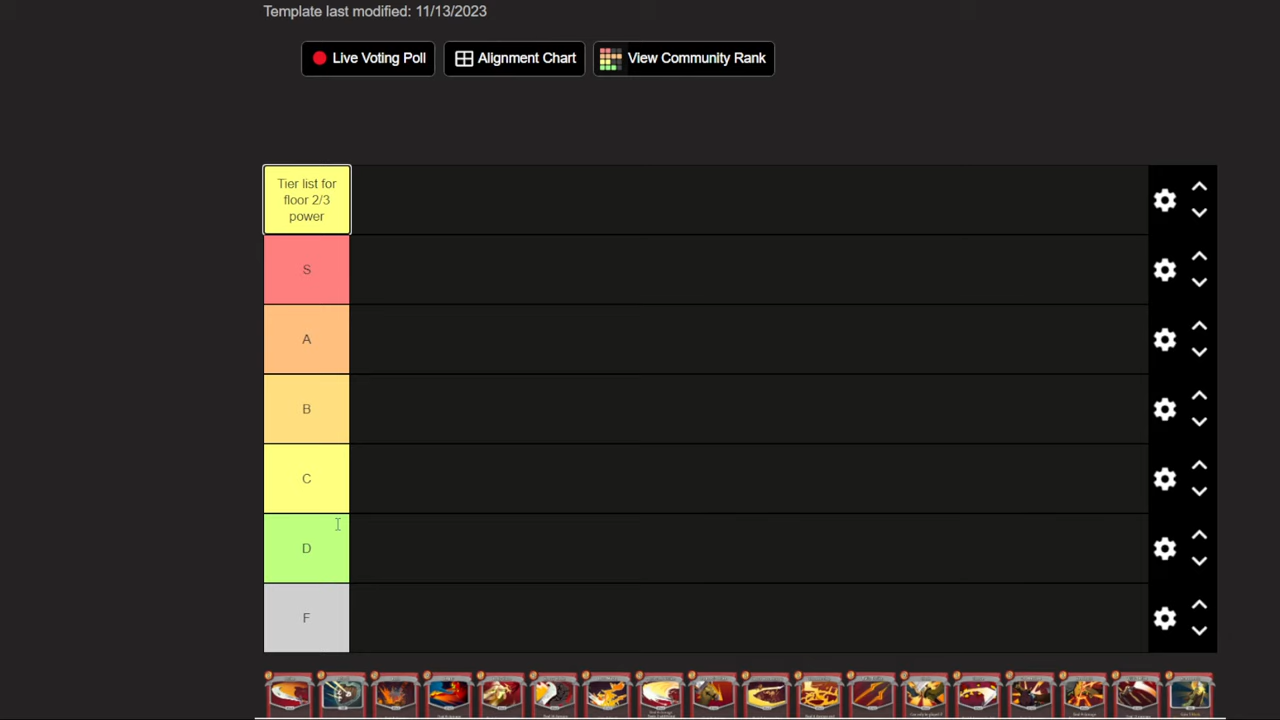 Template last modified: 11/13/2023
Live Voting Poll
Alignment Chart
View Community Rank
Tier list for
floor 2/3
power
S
A
B
C
D
F